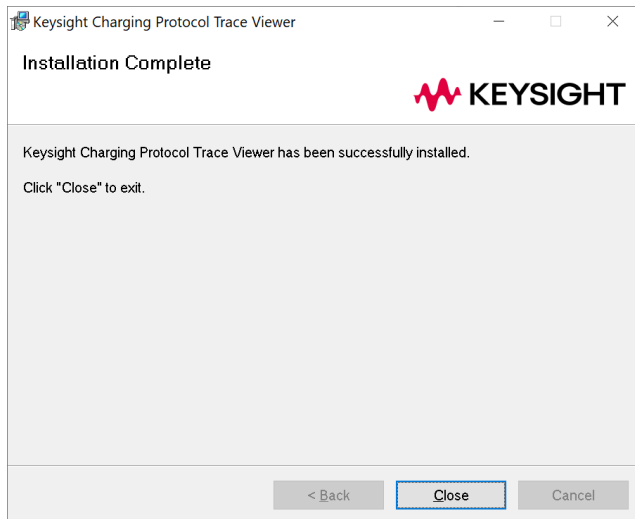 Keysight Charging Protocol Trace Viewer
Installation Complete
KEYSIGHT
Keysight Charging Protocol Trace Viewer has been successfully installed.
Click "Close" to exit.
< Back
Close
Cancel